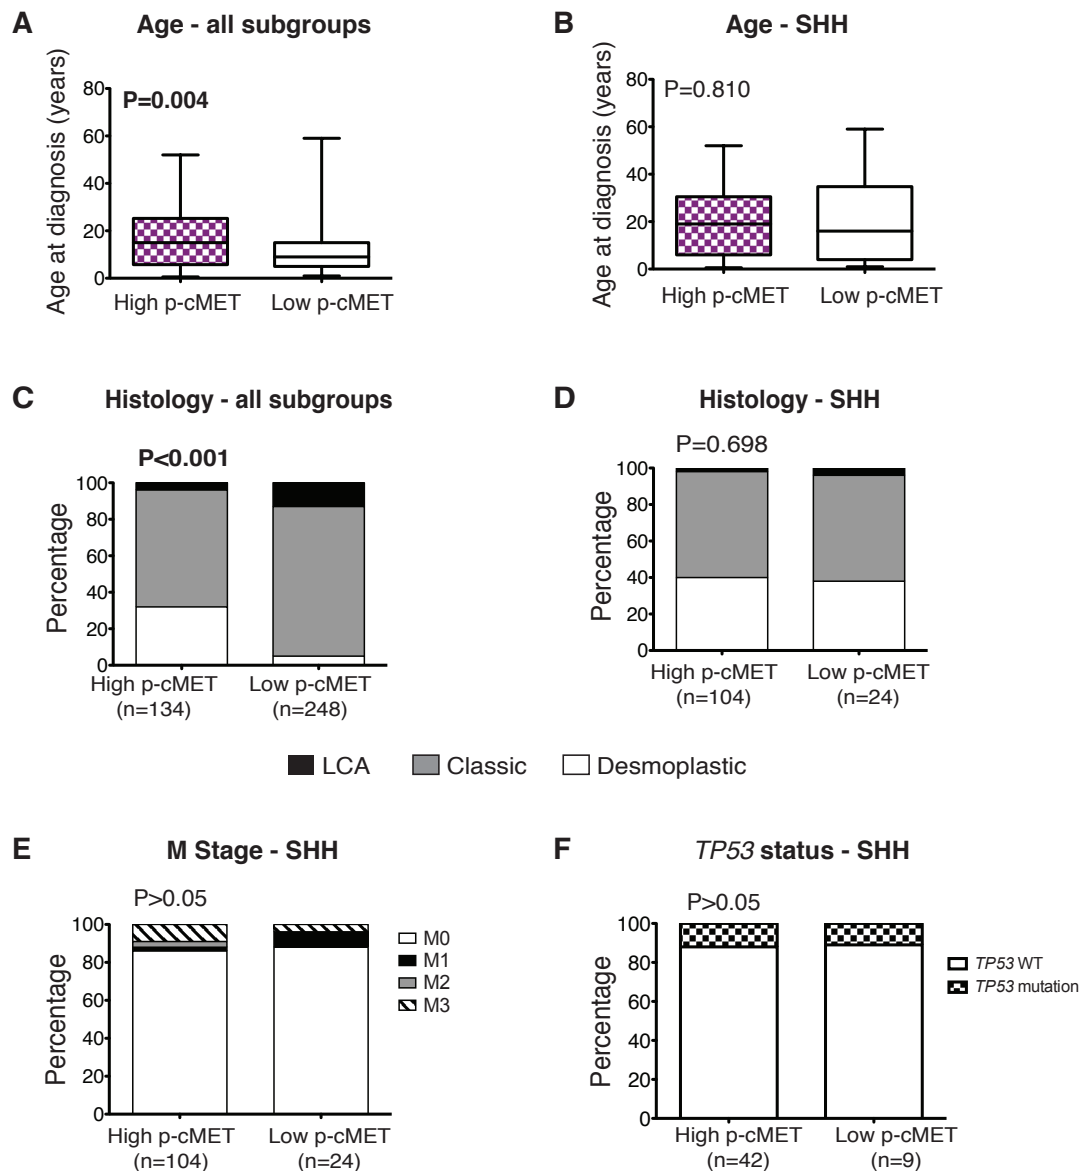 A
Age - all subgroups
Age at diagnosis (years)
P=0.004
80
60
40
20
0
High p-cMET
Low p-cMET
B
Age - SHH
Age at diagnosis (years)
P=0.810
80
60
40
20
0
High p-cMET
Low p-cMET
C
Histology - all subgroups
Percentage
P<0.001
100
80
60
40
20
0
High p-cMET
(n=134)
Low p-cMET
(n=248)
D
Histology - SHH
Percentage
P=0.698
100
80
60
40
20
0
High p-cMET
(n=104)
Low p-cMET
(n=24)
LCA
Classic
Desmoplastic
E
M Stage - SHH
Percentage
P>0.05
100
80
60
40
20
0
High p-cMET
(n=104)
Low p-cMET
(n=24)
M0
M1
M2
M3
F
TP53 status - SHH
Percentage
P>0.05
100
80
60
40
20
0
High p-cMET
(n=42)
Low p-cMET
(n=9)
TP53 WT
TP53 mutation